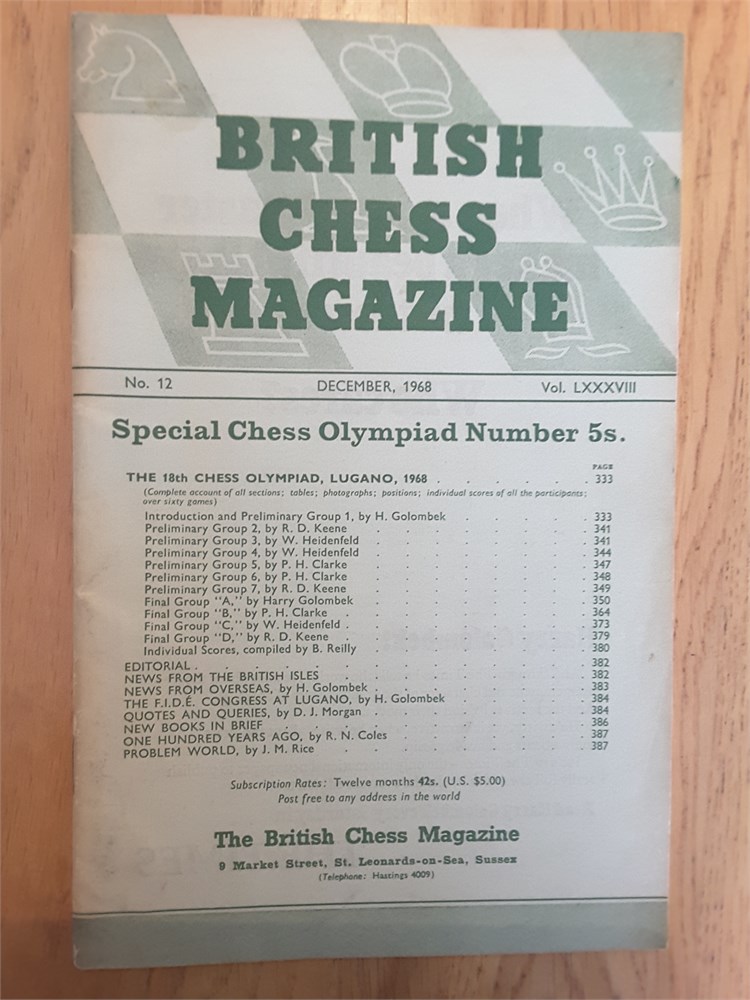 BRITISH
CHESS
MAGAZINE
No. 12 DECEMBER, 1968 Vol. LXXXVIII
Special Chess Olympiad Number 5s.
PAGE
THE 18th CHESS OLYMPIAD, LUGANO, 1968 . . . . . . 333
(Complete account of all sections; tables; photographs; positions; individual scores of all the participants;
over sixty games)
Introduction and Preliminary Group 1, by H. Golombek . . . . . 333
Preliminary Group 2, by R. D. Keene . . . . . . . 341
Preliminary Group 3, by W. Heidenfeld . . . . . . . 341
Preliminary Group 4, by W. Heidenfeld . . . . . . . 344
Preliminary Group 5, by P. H. Clarke . . . . . . . 347
Preliminary Group 6, by P. H. Clarke . . . . . . . 348
Preliminary Group 7, by R. D. Keene . . . . . . . 349
Final Group "A," by Harry Golombek . . . . . . . 350
Final Group "B," by P. H. Clarke . . . . . . . . 364
Final Group "C," by W. Heidenfeld . . . . . . . . 373
Final Group "D," by R. D. Keene . . . . . . . . 379
Individual Scores, compiled by B. Reilly . . . . . . . 380
EDITORIAL . . . . . . . . . . . . 382
NEWS FROM THE BRITISH ISLES . . . . . . . . 382
NEWS FROM OVERSEAS, by H. Golombek . . . . . . . 383
THE F.I.D.É. CONGRESS AT LUGANO, by H. Golombek . . . . . 384
QUOTES AND QUERIES, by D. J. Morgan . . . . . . . 384
NEW BOOKS IN BRIEF . . . . . . . . . . 386
ONE HUNDRED YEARS AGO, by R. N. Coles . . . . . . . 387
PROBLEM WORLD, by J. M. Rice . . . . . . . . 387
Subscription Rates: Twelve months 42s. (U.S. $5.00)
Post free to any address in the world
The British Chess Magazine
9 Market Street, St. Leonards-on-Sea, Sussex
(Telephone: Hastings 4009)